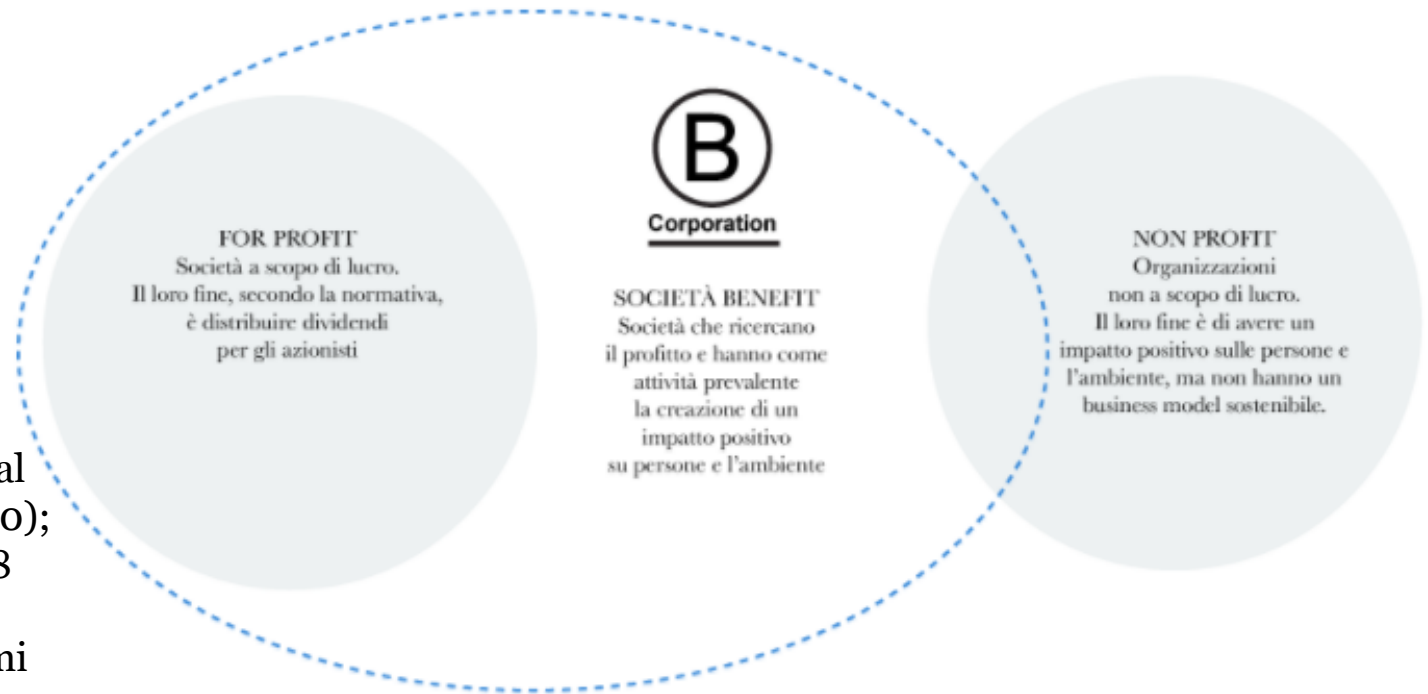 FOR PROFIT
Società a scopo di lucro.
Il loro fine, secondo la normativa,
è distribuire dividendi
per gli azionisti
B
Corporation
SOCIETÀ BENEFIT
Società che ricercano
il profitto e hanno come
attività prevalente
la creazione di un
impatto positivo
su persone e l'ambiente
NON PROFIT
Organizzazioni
non a scopo di lucro.
Il loro fine è di avere un
impatto positivo sulle persone e
l'ambiente, ma non hanno un
business model sostenibile.
al
o);
8
ni